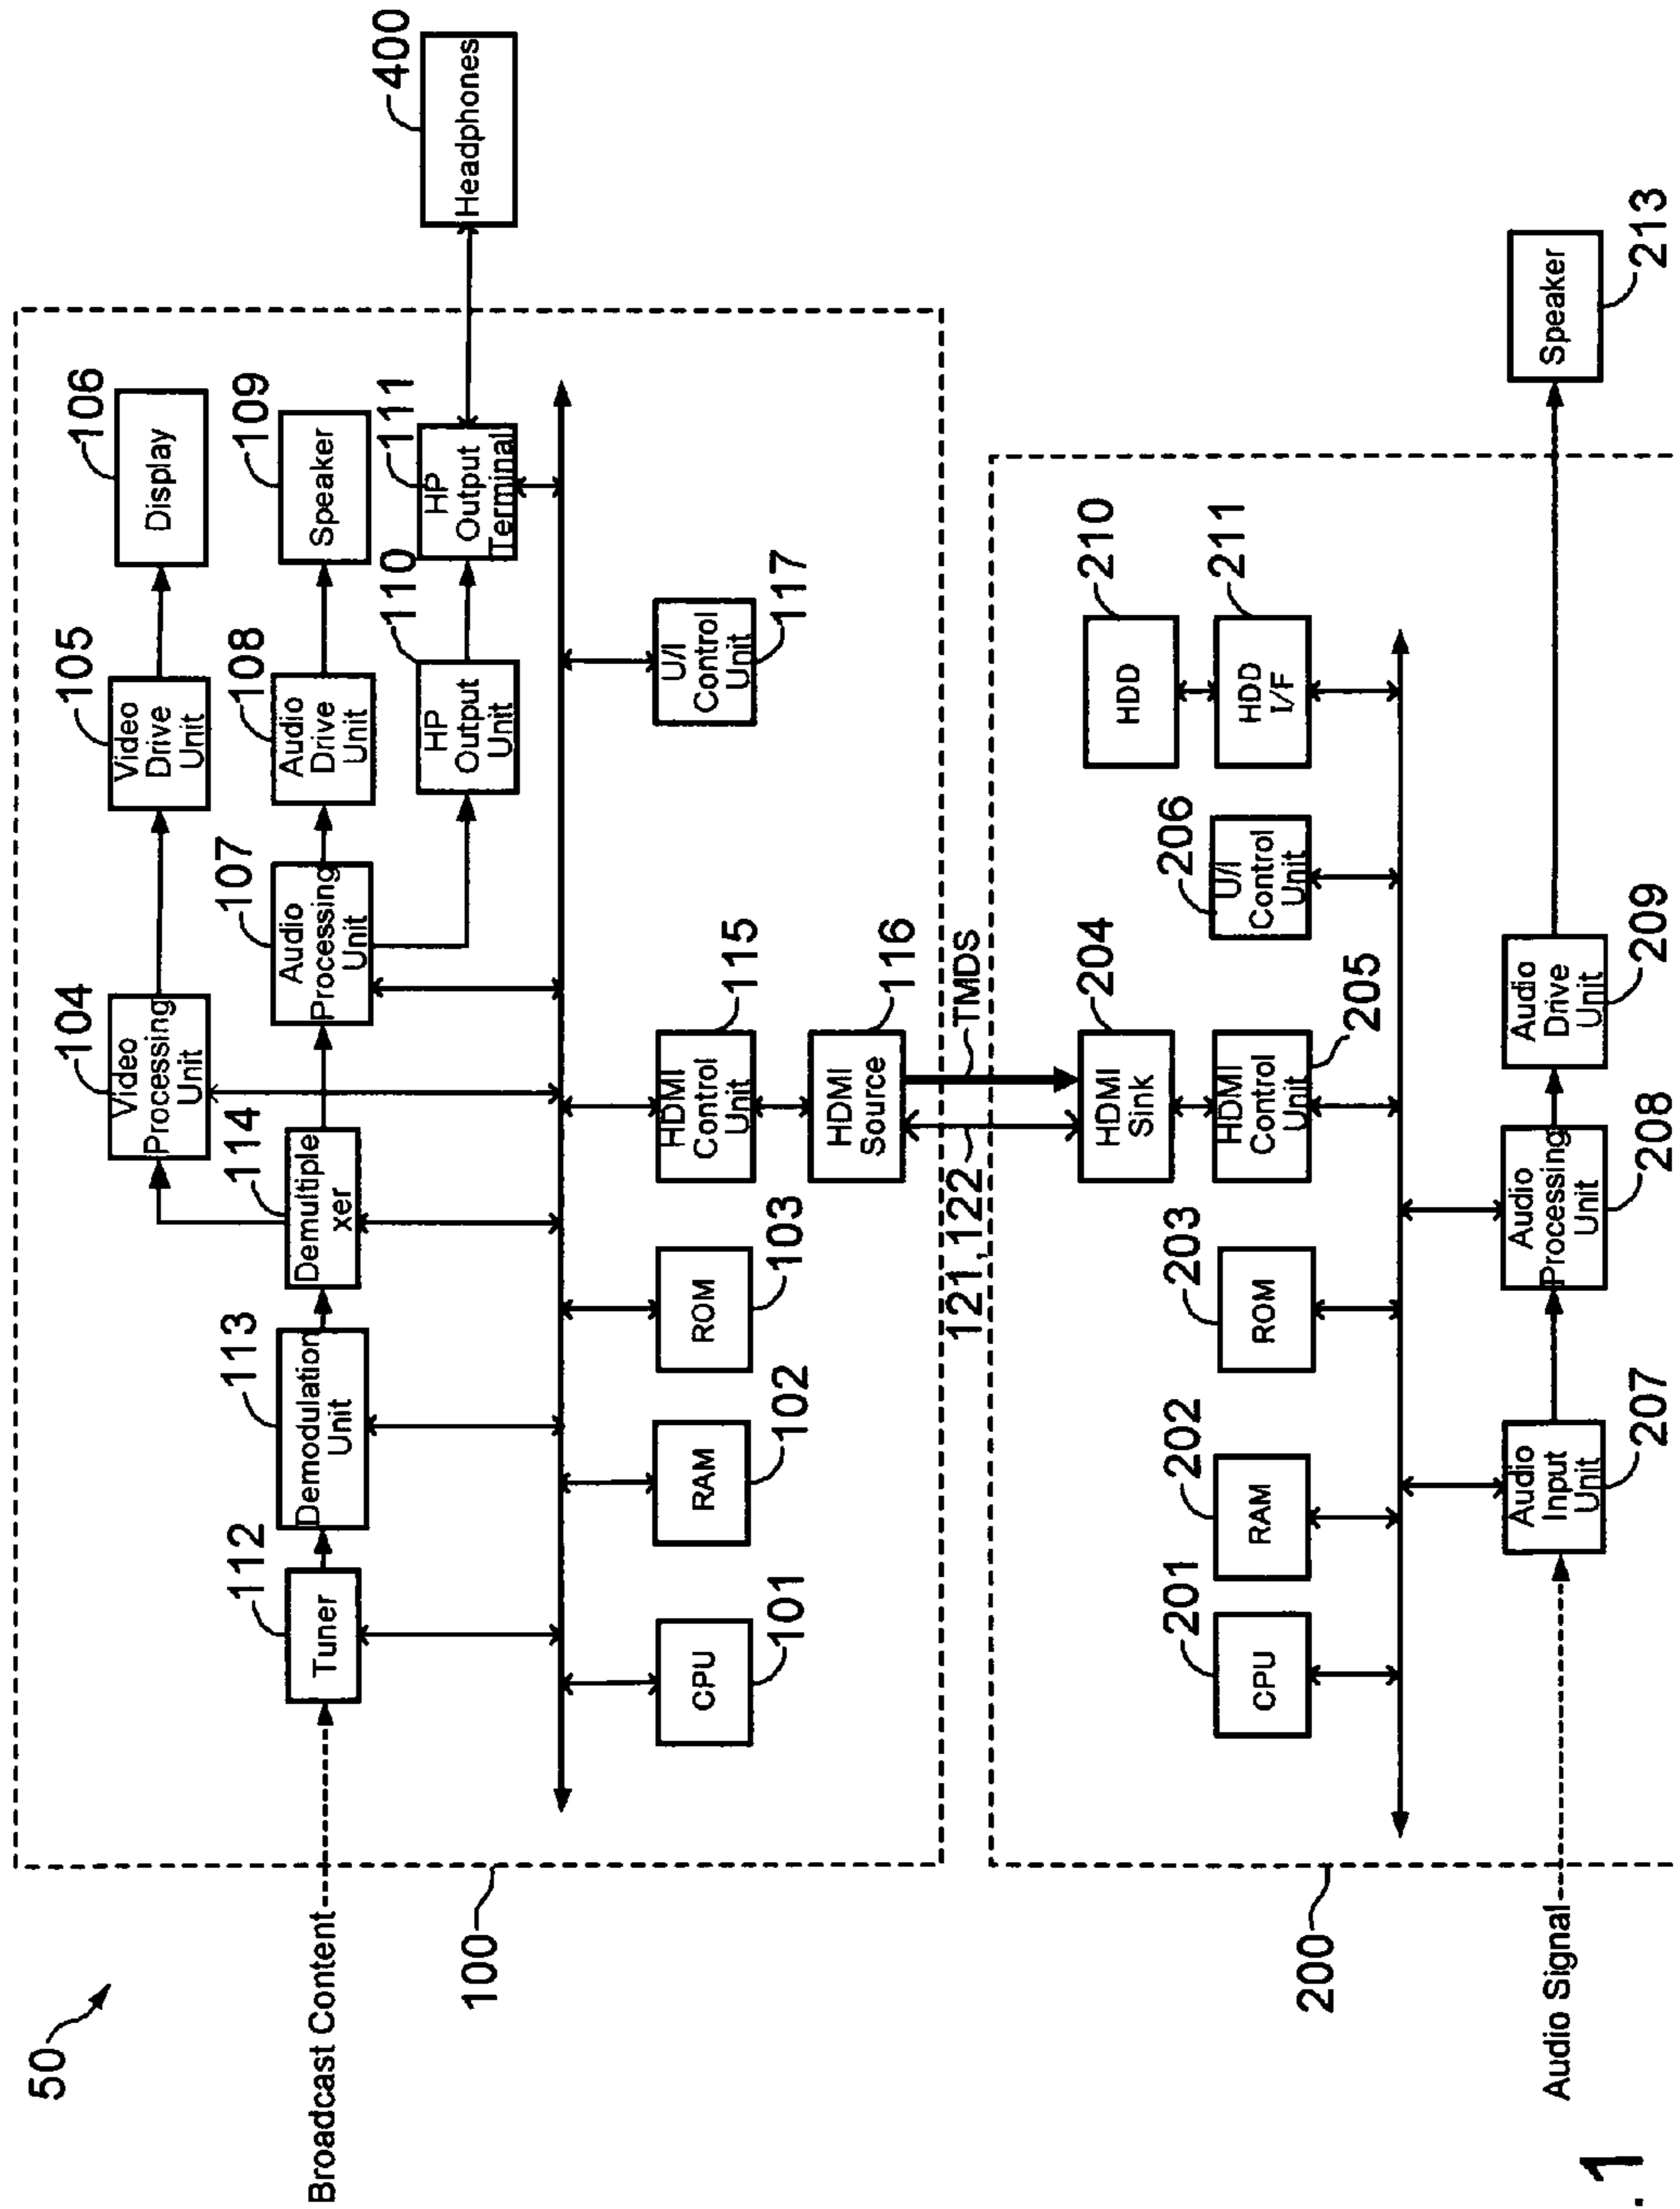 50
Broadcast Content
100
112
Tuner
113
Demodulation
Unit
114
Demultiple
xer
104
Video
Processing
Unit
105
Video
Drive
Unit
106
Display
107
Audio
Processing
Unit
108
Audio
Drive
Unit
109
Speaker
110
HP
Output
Unit
111
HP
Output
Terminal
400
Headphones
CPU
101
RAM
102
ROM
103
HDMI
Control
Unit
115
HDMI
Source
116
U/I
Control
Unit
117
121,122
TMDS
200
201
CPU
202
RAM
203
ROM
204
HDMI
Sink
HDMI
Control
Unit
205
206
U/I
Control
Unit
210
HDD
211
HDD
I/F
Audio Signal
Audio
Input
Unit
207
Audio
Processing
Unit
208
Audio
Drive
Unit
209
Speaker
213
. 1